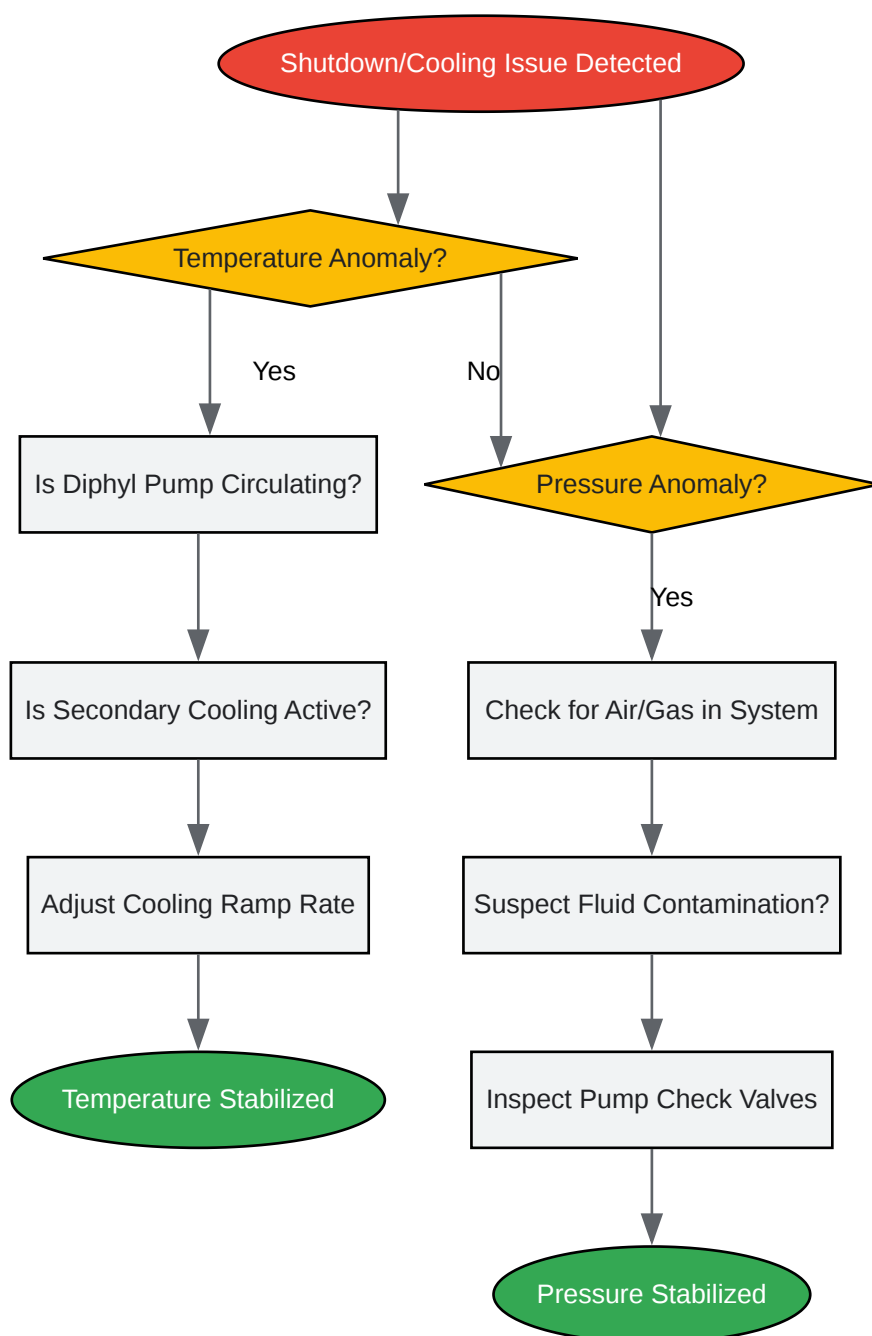 Shutdown/Cooling Issue Detected
Temperature Anomaly?
Yes
No
Is Diphyl Pump Circulating?
Pressure Anomaly?
Yes
Is Secondary Cooling Active?
Check for Air/Gas in System
Adjust Cooling Ramp Rate
Suspect Fluid Contamination?
Temperature Stabilized
Inspect Pump Check Valves
Pressure Stabilized